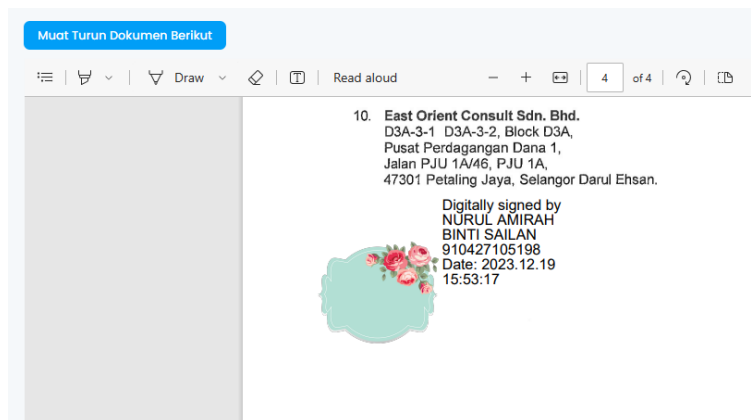 Muat Turun Dokumen Berikut
Draw Read aloud 4 of 4
10. East Orient Consult Sdn. Bhd.
D3A-3-1 D3A-3-2, Block D3A,
Pusat Perdagangan Dana 1,
Jalan PJU 1A/46, PJU 1A,
47301 Petaling Jaya, Selangor Darul Ehsan.
Digitally signed by
NURUL AMIRAH
BINTI SAILAN
910427105198
Date: 2023.12.19
15:53:17